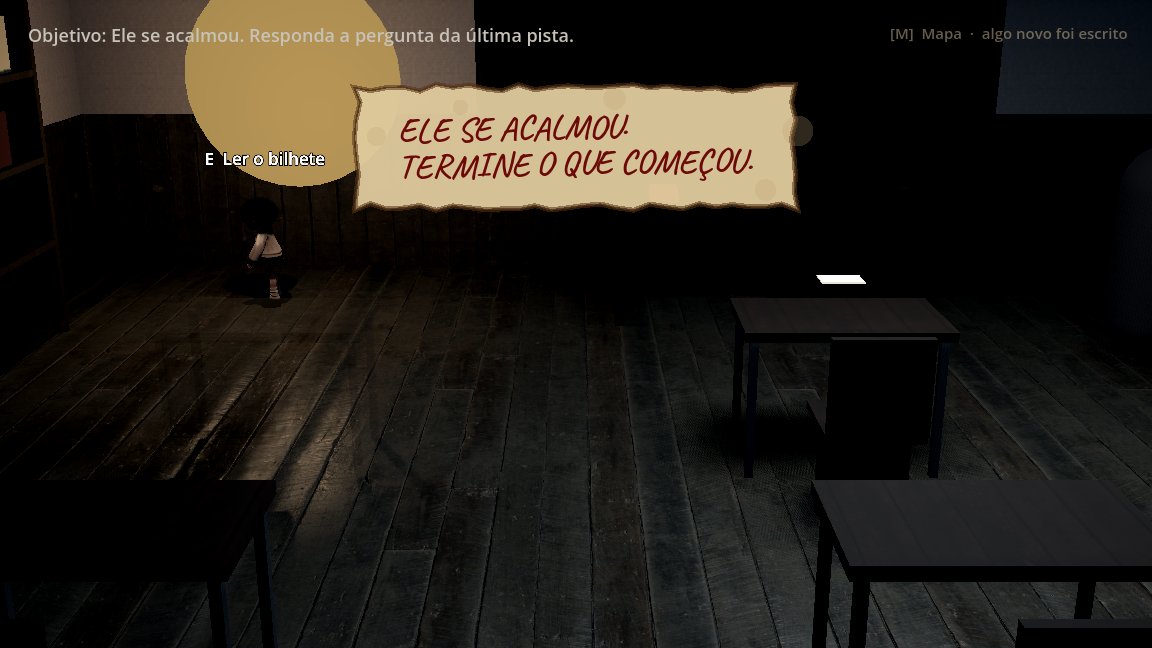 Objetivo: Ele se acalmou. Responda a pergunta da última pista.
[M] Mapa · algo novo foi escrito
ELE SE ACALMOU.
TERMINE O QUE COMEÇOU.
E Ler o bilhete